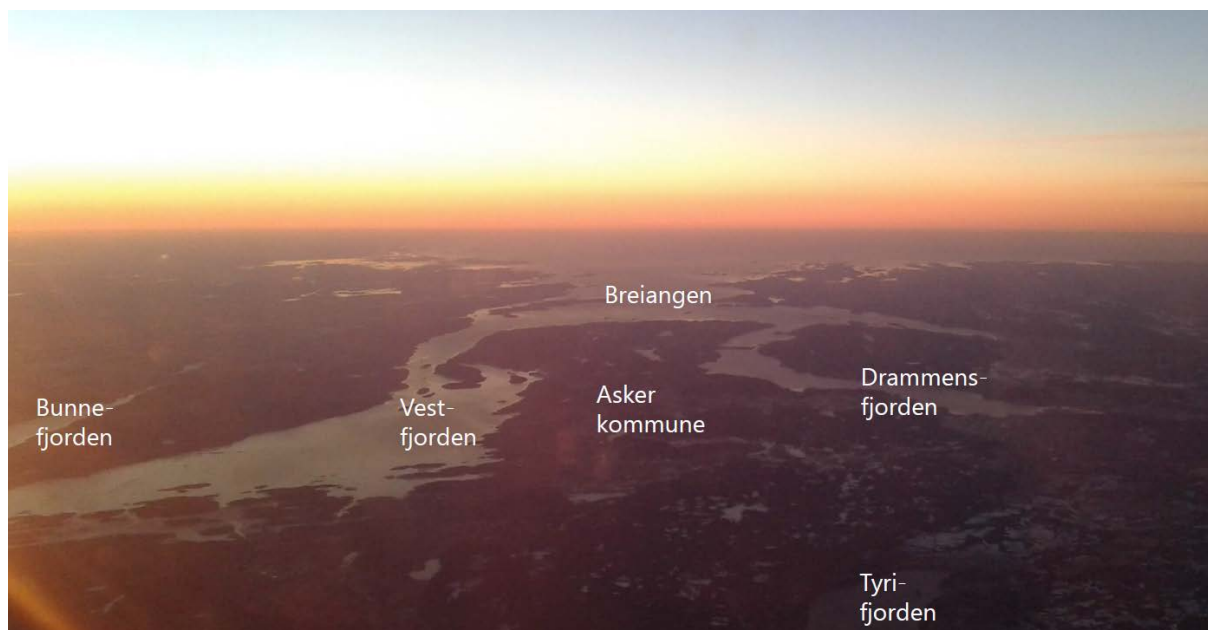 Breiangen
Bunne-
fjorden
Vest-
fjorden
Asker
kommune
Drammens-
fjorden
Tyri-
fjorden